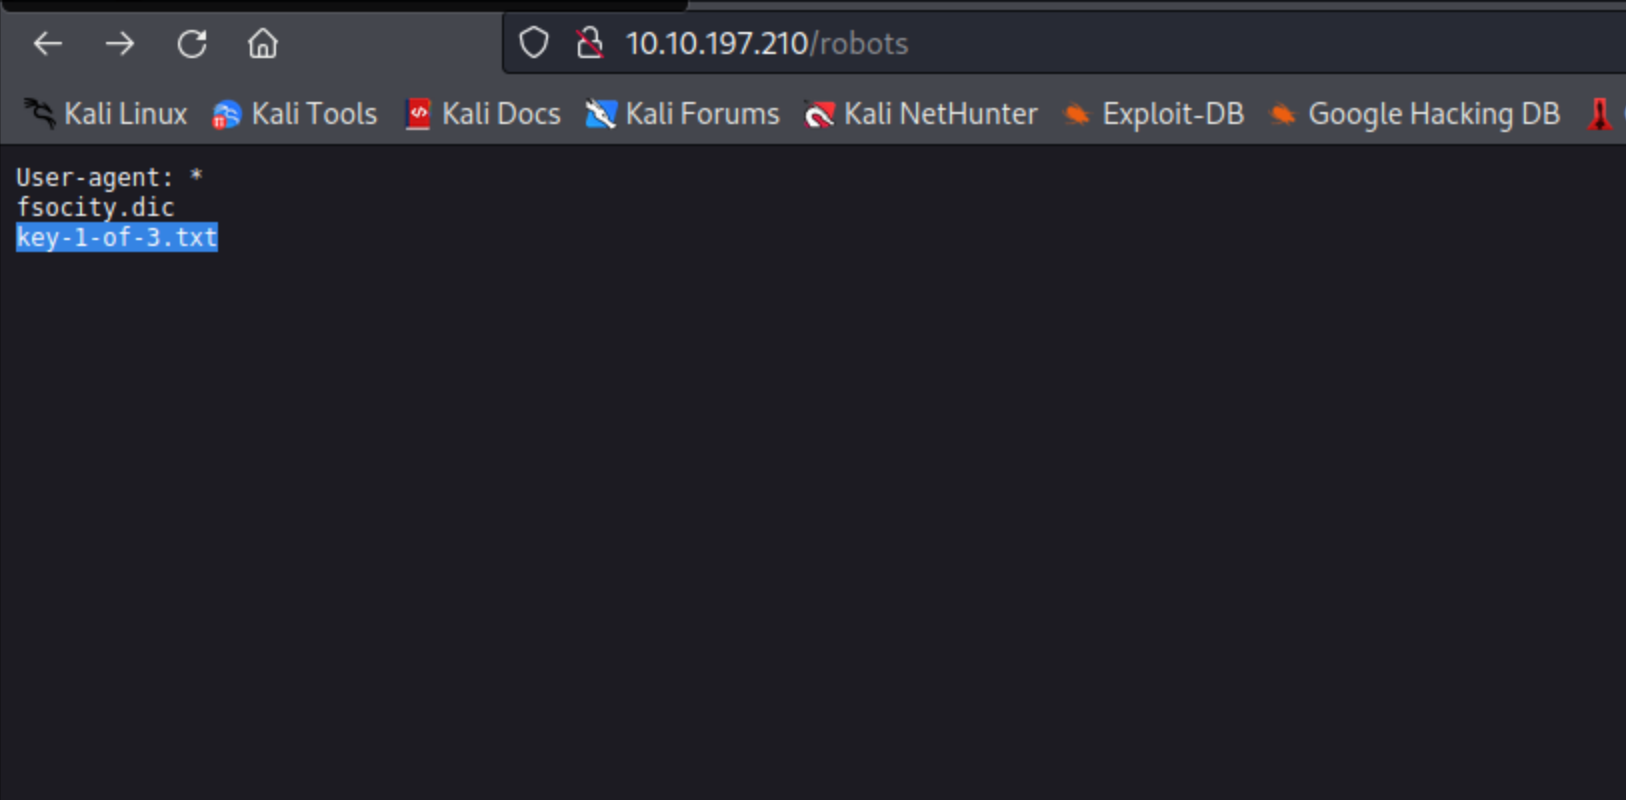 10.10.197.210/robots
Kali Linux Kali Tools Kali Docs Kali Forums Kali NetHunter Exploit-DB Google Hacking DB
User-agent: *
fsocity.dic
key-1-of-3.txt